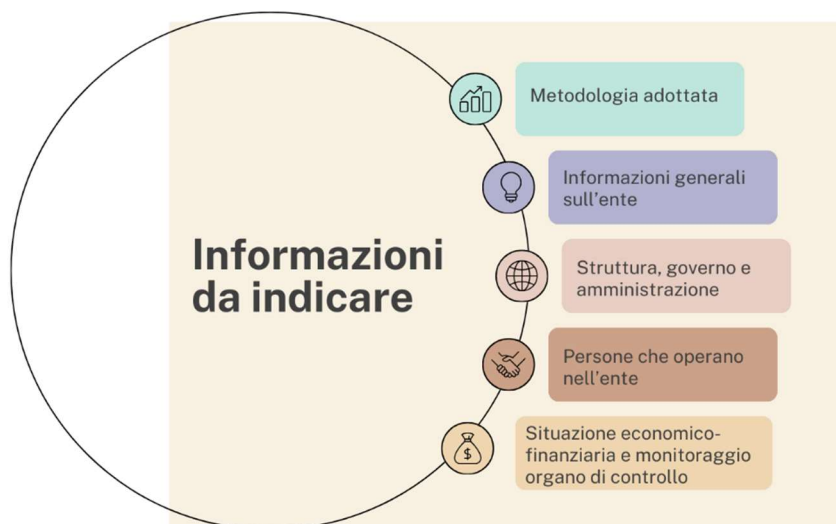 Metodologia adottata
Informazioni generali
sull'ente
Informazioni
da indicare
Struttura, governo e
amministrazione
Persone che operano
nell'ente
Situazione economico-
finanziaria e monitoraggio
organo di controllo
$